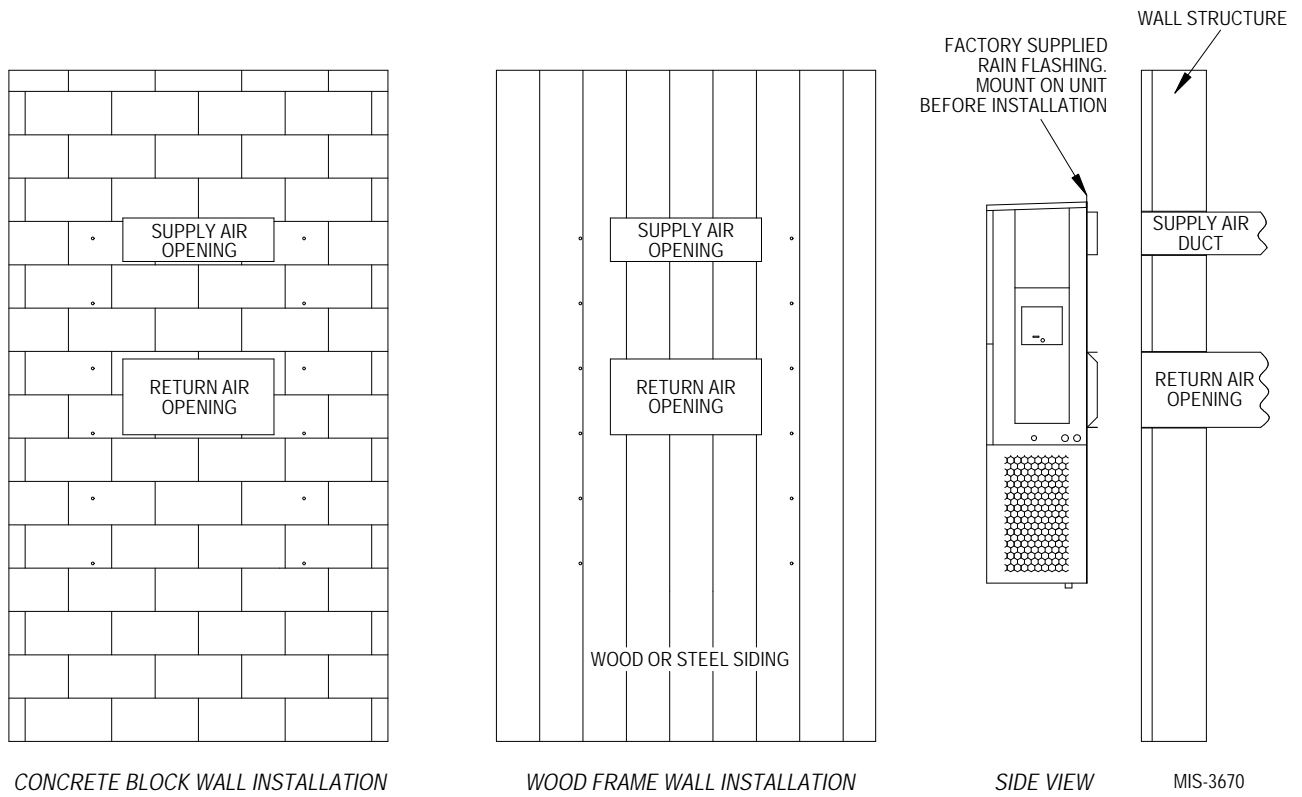 WALL STRUCTURE
FACTORY SUPPLIED
RAIN FLASHING.
MOUNT ON UNIT
BEFORE INSTALLATION
SUPPLY AIR
OPENING
RETURN AIR
OPENING
SUPPLY AIR
OPENING
RETURN AIR
OPENING
WOOD OR STEEL SIDING
SUPPLY AIR
DUCT
RETURN AIR
OPENING
CONCRETE BLOCK WALL INSTALLATION
WOOD FRAME WALL INSTALLATION
SIDE VIEW
MIS-3670